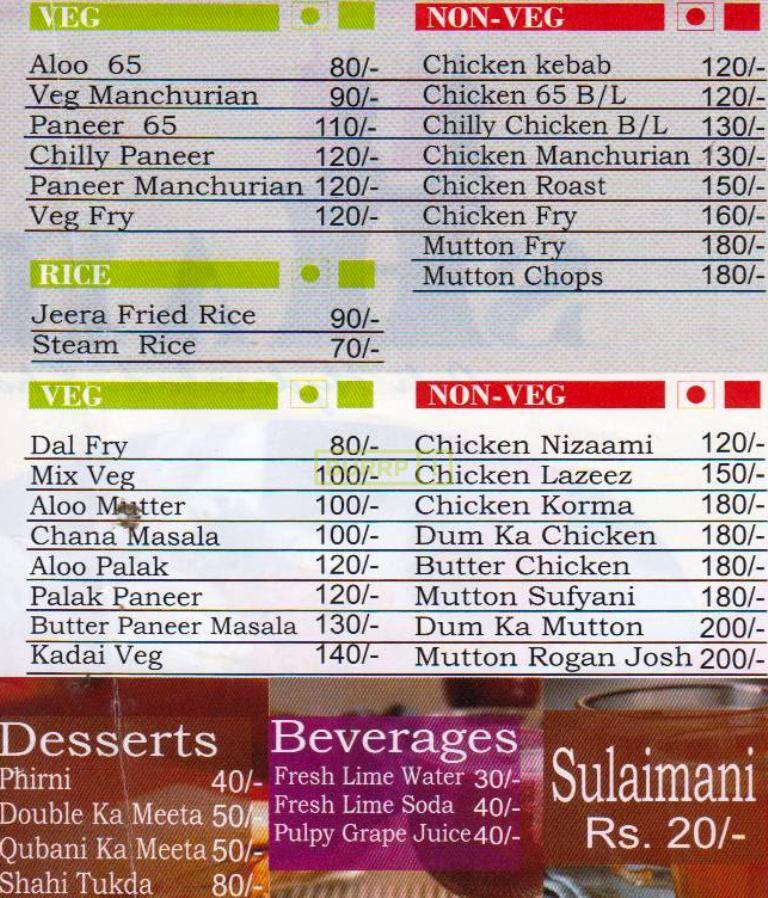 VEG
Aloo 65 80/-
Veg Manchurian 90/-
Paneer 65 110/-
Chilly Paneer 120/-
Paneer Manchurian 120/-
Veg Fry 120/-
NON-VEG
Chicken kebab 120/-
Chicken 65 B/L 120/-
Chilly Chicken B/L 130/-
Chicken Manchurian 130/-
Chicken Roast 150/-
Chicken Fry 160/-
Mutton Fry 180/-
Mutton Chops 180/-
RICE
Jeera Fried Rice 90/-
Steam Rice 70/-
VEG
Dal Fry 80/-
Mix Veg 100/-
Aloo Mutter 100/-
Chana Masala 100/-
Aloo Palak 120/-
Palak Paneer 120/-
Butter Paneer Masala 130/-
Kadai Veg 140/-
NON-VEG
Chicken Nizaami 120/-
Chicken Lazeez 150/-
Chicken Korma 180/-
Dum Ka Chicken 180/-
Butter Chicken 180/-
Mutton Sufyani 180/-
Dum Ka Mutton 200/-
Mutton Rogan Josh 200/-
Desserts
Phirni 40/-
Double Ka Meeta 50/-
Qubani Ka Meeta 50/-
Shahi Tukda 80/-
Beverages
Fresh Lime Water 30/-
Fresh Lime Soda 40/-
Pulpy Grape Juice 40/-
Sulaimani
Rs. 20/-